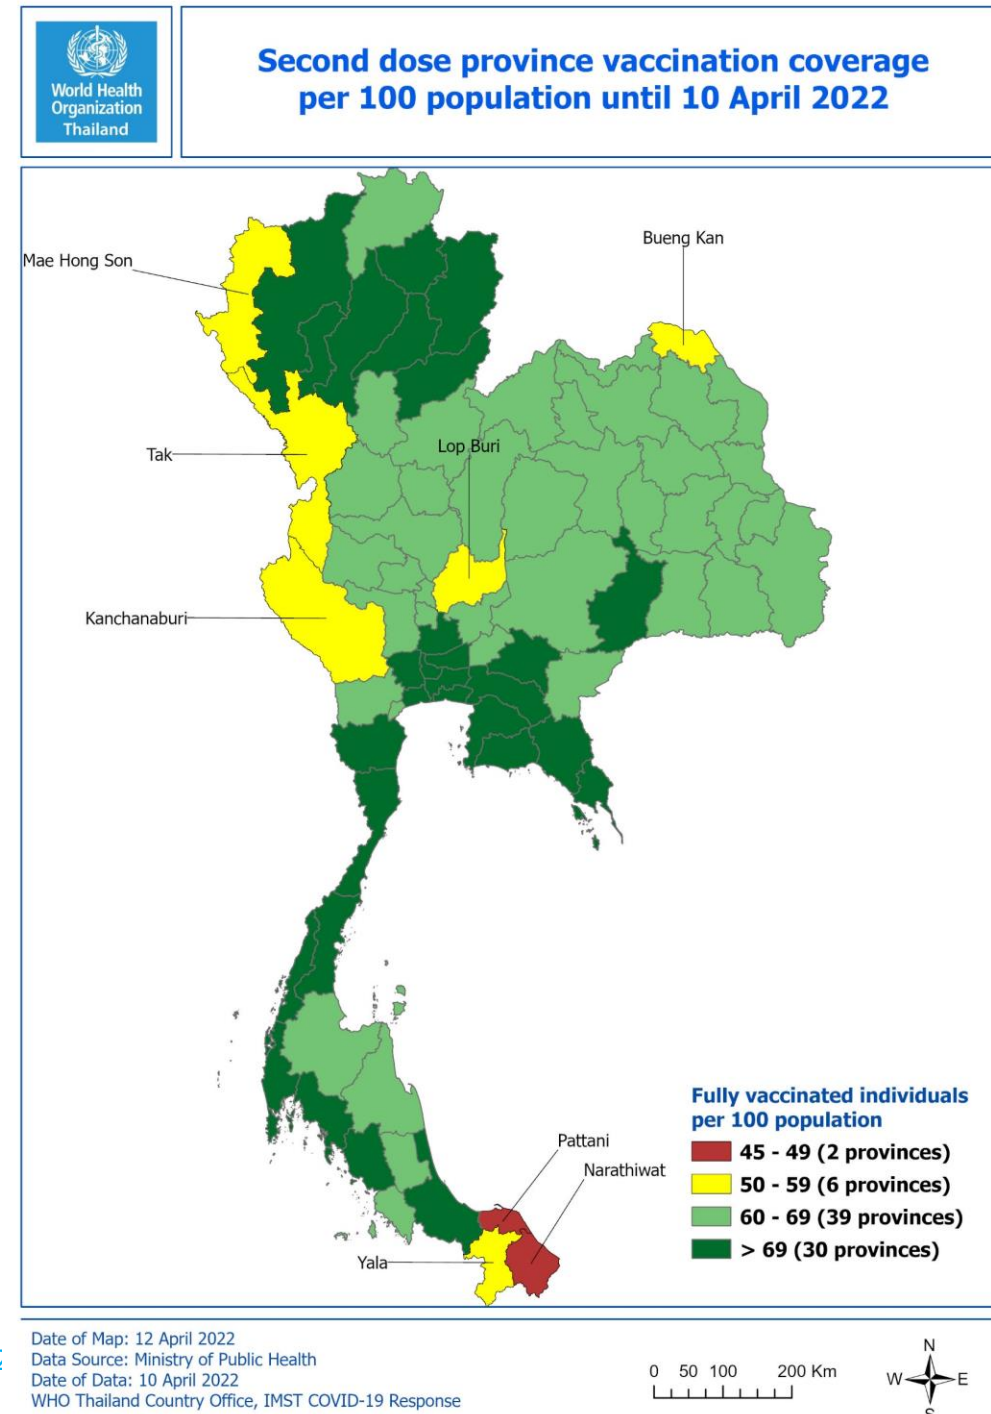 World Health
Organization
Thailand
Second dose province vaccination coverage
per 100 population until 10 April 2022
Bueng Kan
Mae Hong Son
Lop Buri
Tak
Kanchanaburi
Fully vaccinated individuals
per 100 population
45 - 49 (2 provinces)
50 - 59 (6 provinces)
60 - 69 (39 provinces)
> 69 (30 provinces)
Pattani
Narathiwat
Yala
Date of Map: 12 April 2022
Data Source: Ministry of Public Health
Date of Data: 10 April 2022
WHO Thailand Country Office, IMST COVID-19 Response
0 50 100 200 Km
N
W E
S